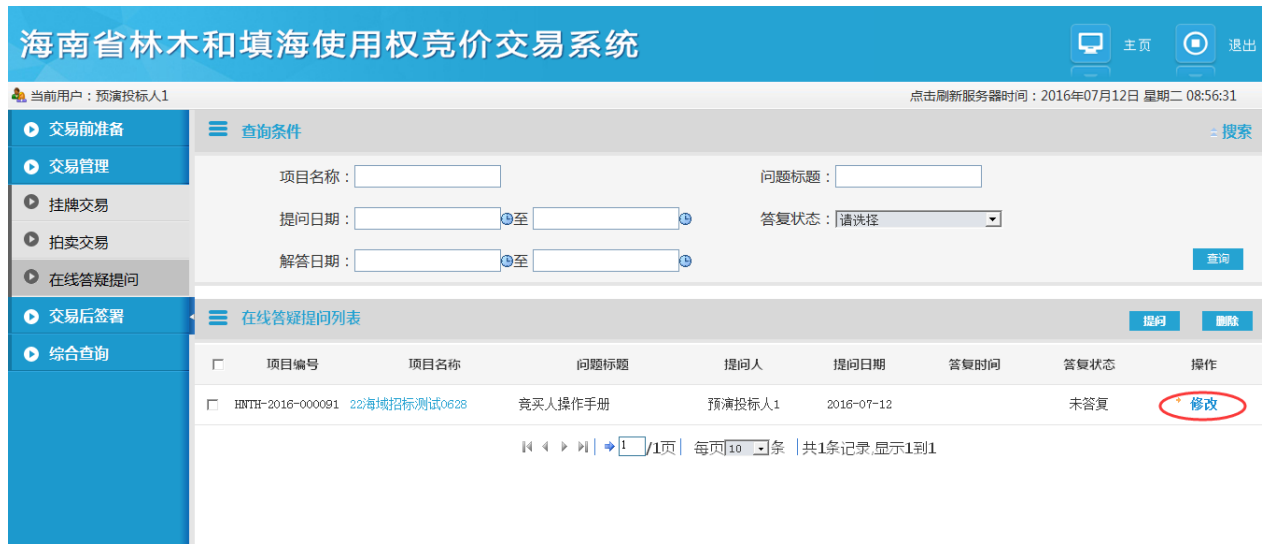 海南省林木和填海使用权竞价交易系统
主页
退出
当前用户：预演投标人1
点击刷新服务器时间：2016年07月12日 星期二 08:56:31
交易前准备
交易管理
挂牌交易
拍卖交易
在线答疑提问
交易后签署
综合查询
查询条件
搜索
项目名称：
问题标题：
提问日期：
至
答复状态：
请选择
解答日期：
至
查询
在线答疑提问列表
提问
删除
项目编号 项目名称 问题标题 提问人 提问日期 答复时间 答复状态 操作
HNTH-2016-000091 22海域招标测试0628 竞买人操作手册 预演投标人1 2016-07-12 未答复 修改
1 /1页 每页 10 条 共1条记录,显示1到1